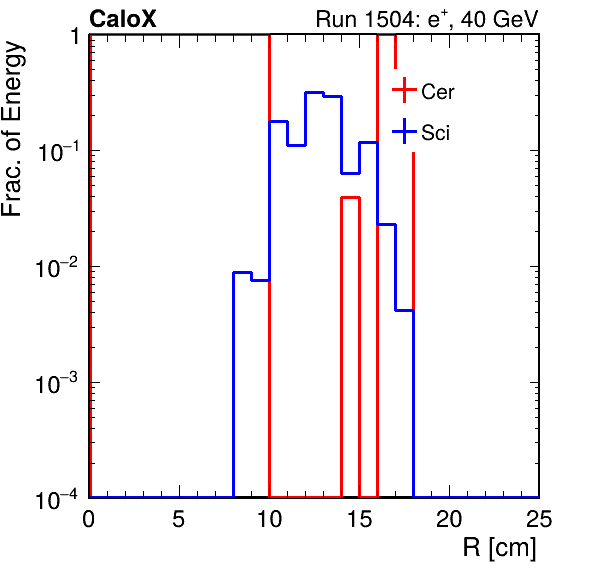 CaloX Run 1504: e⁺, 40 GeV
Frac. of Energy
1
10⁻¹
10⁻²
10⁻³
10⁻⁴
Cer
Sci
0 5 10 15 20 25
R [cm]